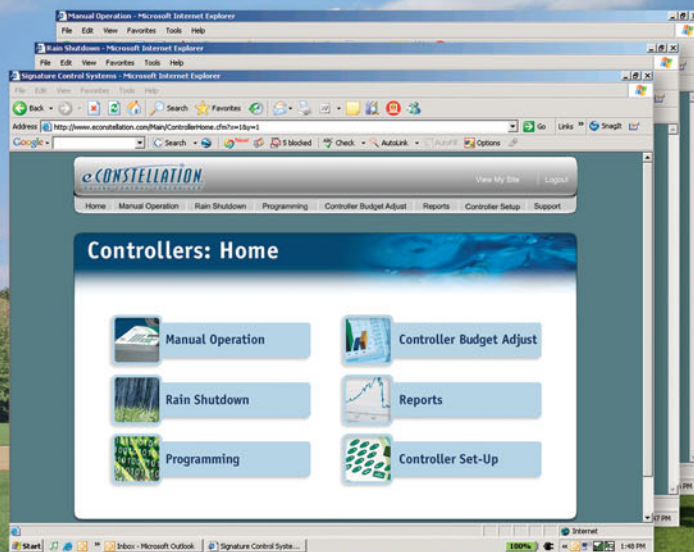 Manual Operation - Microsoft Internet Explorer
File Edit View Favorites Tools Help
Rain Shutdown - Microsoft Internet Explorer
File Edit View Favorites Tools Help
Signature Control Systems - Microsoft Internet Explorer
File Edit View Favorites Tools Help
Back Search Favorites
Address http://www.econstellation.com/Main/ControllerHome.cfm?x=1&y=1 Go Links » SnagIt
Google Search New! 5 blocked Check AutoLink AutoFill Options
eCONSTELLATION
View My Site Logout
Home Manual Operation Rain Shutdown Programming Controller Budget Adjust Reports Controller Setup Support
Controllers: Home
Manual Operation Controller Budget Adjust
Rain Shutdown Reports
Programming Controller Set-Up
Internet
Start » Inbox - Microsoft Outlook Signature Control Syste... 100% 1:48 PM